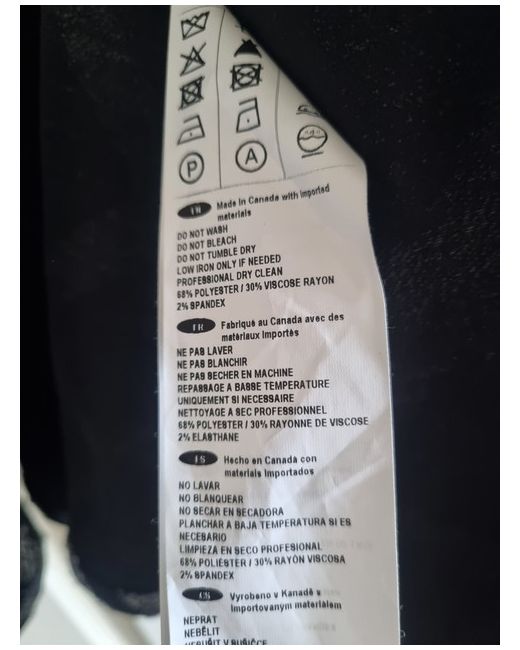 P
A
EN Made in Canada with imported
materials
DO NOT WASH
DO NOT BLEACH
DO NOT TUMBLE DRY
LOW IRON ONLY IF NEEDED
PROFESSIONAL DRY CLEAN
68% POLYESTER / 30% VISCOSE RAYON
2% SPANDEX
FR Fabriqué au Canada avec des
matériaux Importés
NE PAS LAVER
NE PAS BLANCHIR
NE PAS SECHER EN MACHINE
REPASSAGE A BASSE TEMPERATURE
UNIQUEMENT SI NECESSAIRE
NETTOYAGE A SEC PROFESSIONNEL
68% POLYESTER / 30% RAYONNE DE VISCOSE
2% ELASTHANE
ES Hecho en Canadá con
materiais Importados
NO LAVAR
NO BLANQUEAR
NO SECAR EN SECADORA
PLANCHAR A BAJA TEMPERATURA SI ES
NECESARIO
LIMPIEZA EN SECO PROFESIONAL
68% POLIÉSTER / 30% RAYÓN VISCOSA
2% SPANDEX
CS Vyrobeno v Kanadě s
Importovaným materiálem
NEPRAT
NEBĚLIT
NESUŠIT V SUŠIČCE